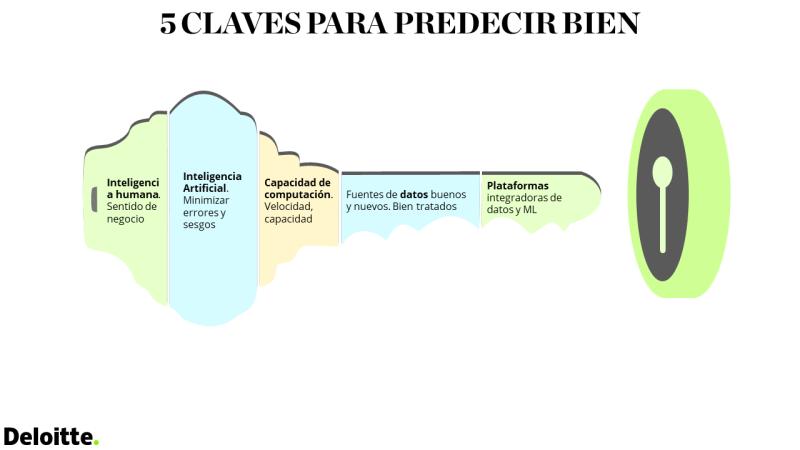 5 CLAVES PARA PREDECIR BIEN
Inteligenci
a humana.
Sentido de
negocio
Inteligencia
Artificial.
Minimizar
errores y
sesgos
Capacidad de
computación.
Velocidad,
capacidad
Fuentes de datos buenos
y nuevos. Bien tratados
Plataformas
integradoras de
datos y ML
Deloitte.